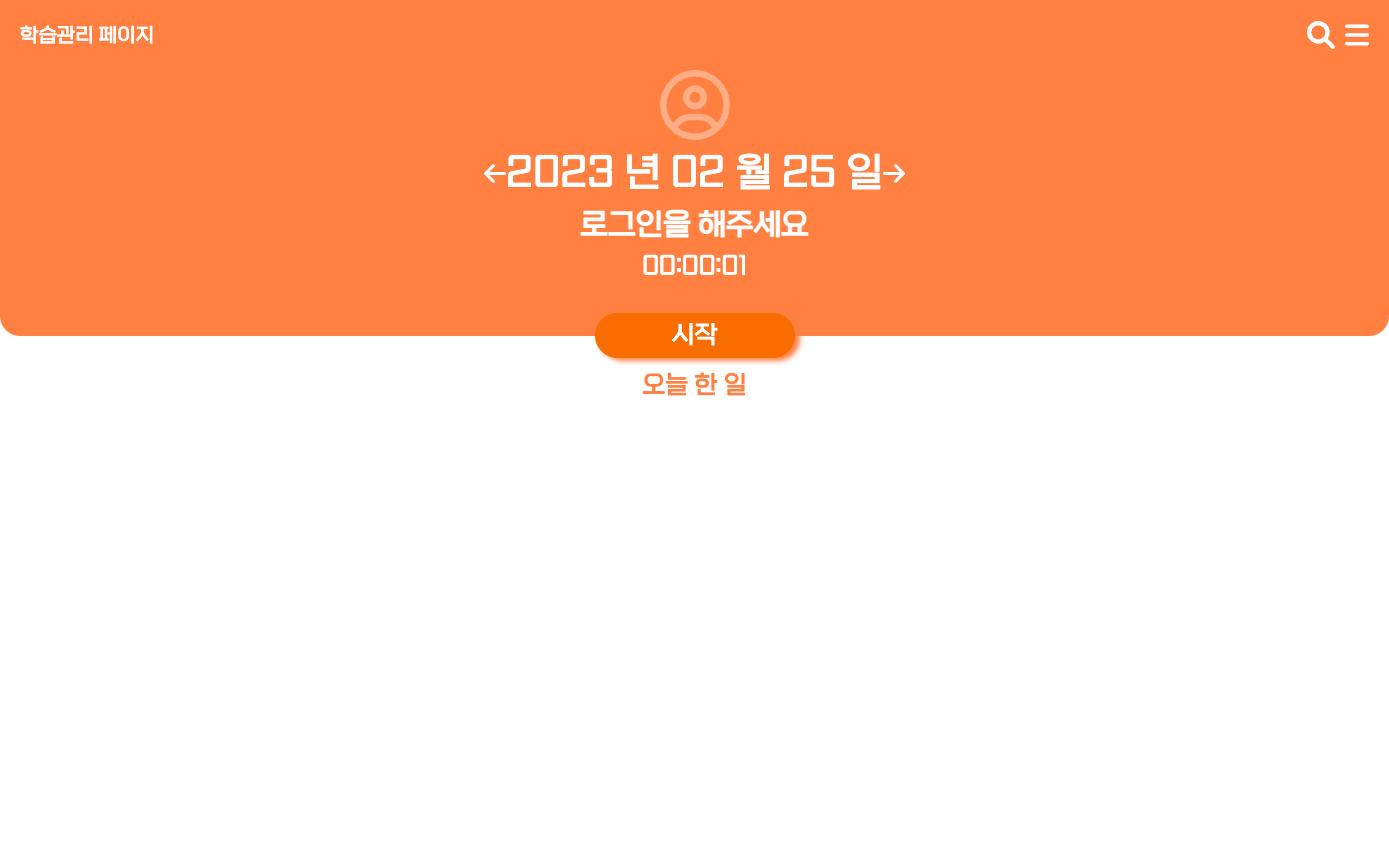 학습관리 페이지
←2023 년 02 월 25 일→
로그인을 해주세요
00:00:01
시작
오늘 한 일